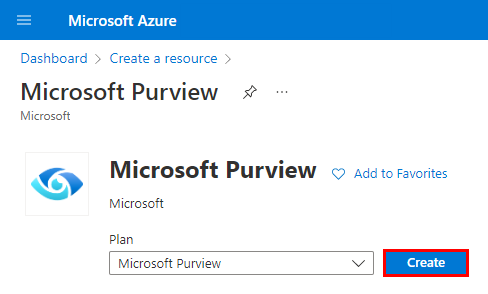 Microsoft Azure
Dashboard > Create a resource >
Microsoft Purview ...
Microsoft
Microsoft Purview Add to Favorites
Microsoft
Plan
Microsoft Purview Create